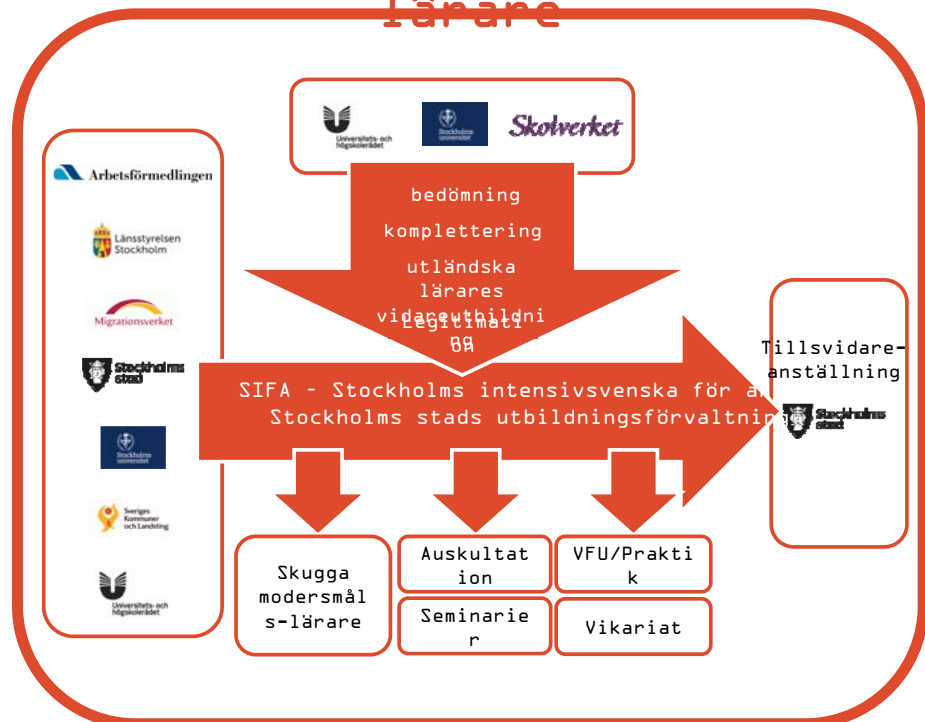 lärare
Universitets- och
högskolerådet
Stockholms
universitet
Skolverket
Arbetsförmedlingen
Länsstyrelsen
Stockholm
Migrationsverket
Stockholms
stad
Stockholms
universitet
Sveriges
Kommuner
och Landsting
Universitets- och
högskolerådet
bedömning
komplettering
utländska
lärares
vidareutbildni
ng
Legitimati
on
SIFA - Stockholms intensivsvenska för a
Stockholms stads utbildningsförvaltnin
Tillsvidare-
anställning
Stockholms
stad
Skugga
modersmål
s-lärare
Auskultat
ion
Seminarie
r
VFU/Prakti
k
Vikariat